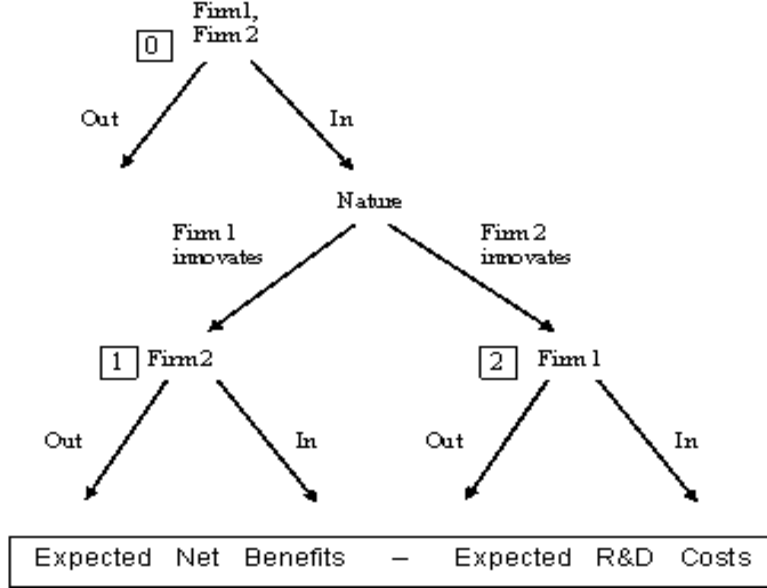 Firm1,
Firm 2
0
Out
In
Nature
Firm 1
innovates
Firm 2
innovates
1
Firm2
2
Firm 1
Out
In
Out
In
Expected Net Benefits – Expected R&D Costs